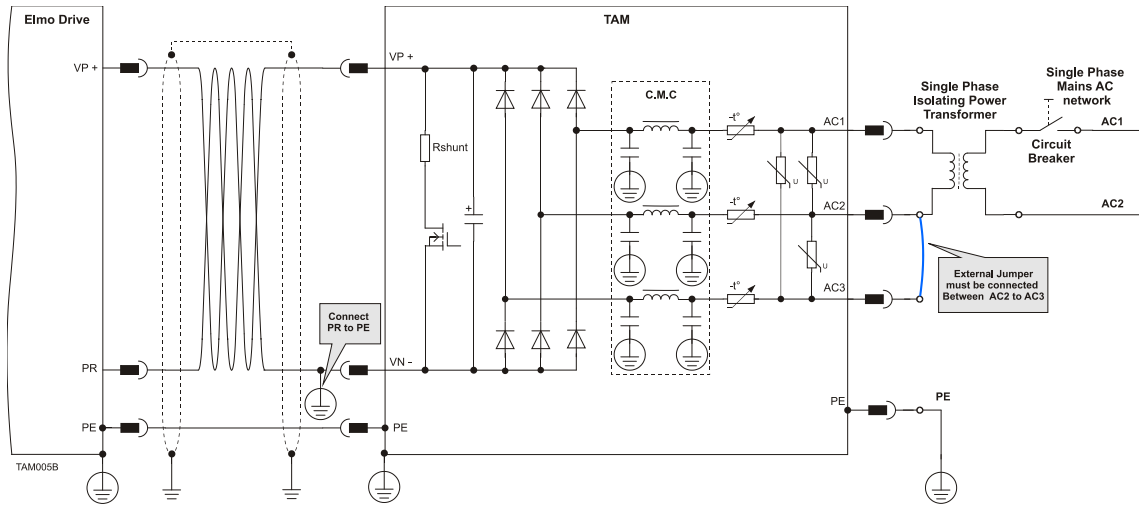 Elmo Drive
TAM
VP +
VP +
C.M.C
Single Phase
Isolating Power
Transformer
Single Phase
Mains AC
network
-t°
AC1
AC1
Circuit
Breaker
Rshunt
U
U
-t°
AC2
AC2
+
U
External Jumper
must be connected
Between AC2 to AC3
-t°
AC3
Connect
PR to PE
PR
VN -
PE
PE
PE
PE
TAM005B